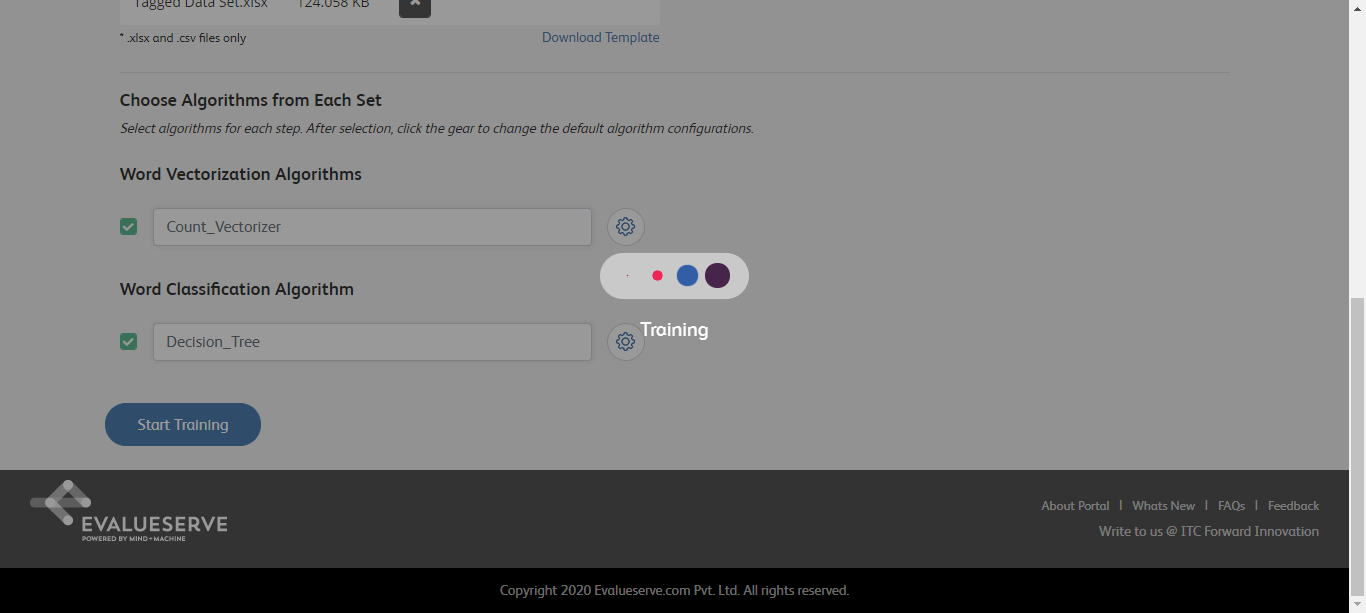 Tagged Data Set.xlsx 124.058 KB
* .xlsx and .csv files only Download Template
Choose Algorithms from Each Set
Select algorithms for each step. After selection, click the gear to change the default algorithm configurations.
Word Vectorization Algorithms
Count_Vectorizer
Word Classification Algorithm
Training
Decision_Tree
Start Training
EVALUESERVE
POWERED BY MIND+MACHINE
About Portal | Whats New | FAQs | Feedback
Write to us @ ITC Forward Innovation
Copyright 2020 Evalueserve.com Pvt. Ltd. All rights reserved.